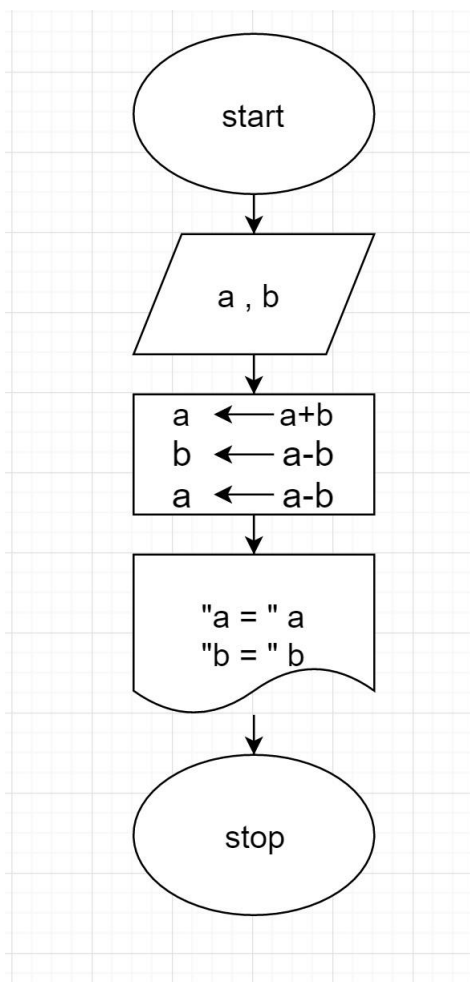 start
a , b
a ← a+b
b ← a-b
a ← a-b
"a = " a
"b = " b
stop